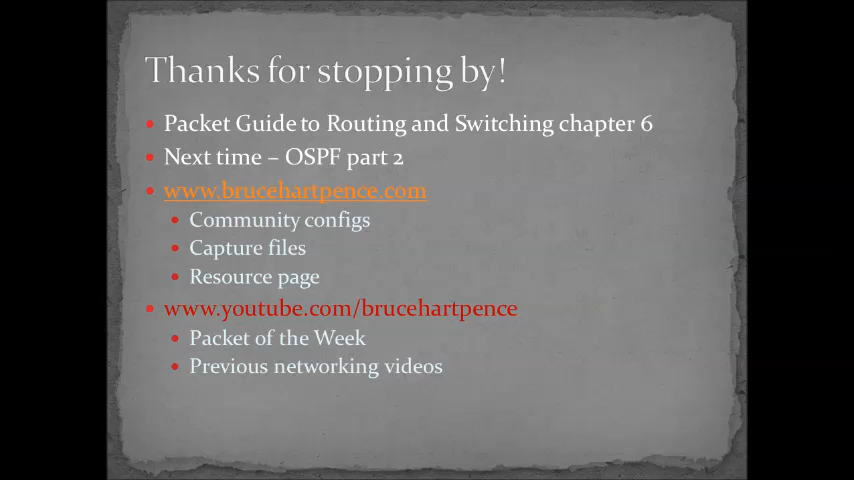 Thanks for stopping by!
Packet Guide to Routing and Switching chapter 6
Next time – OSPF part 2
www.brucehartpence.com
Community configs
Capture files
Resource page
www.youtube.com/brucehartpence
Packet of the Week
Previous networking videos